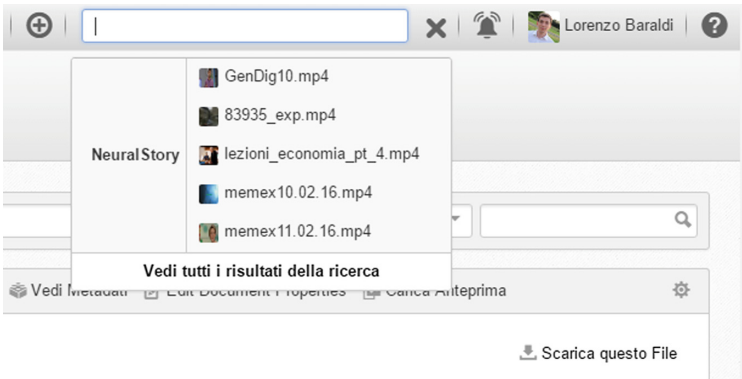 Lorenzo Baraldi
GenDig10.mp4
83935_exp.mp4
NeuralStory
lezioni_economia_pt_4.mp4
memex10.02.16.mp4
memex11.02.16.mp4
Vedi tutti i risultati della ricerca
Vedi Metadati Edit Document Properties Carica Anteprima
Scarica questo File